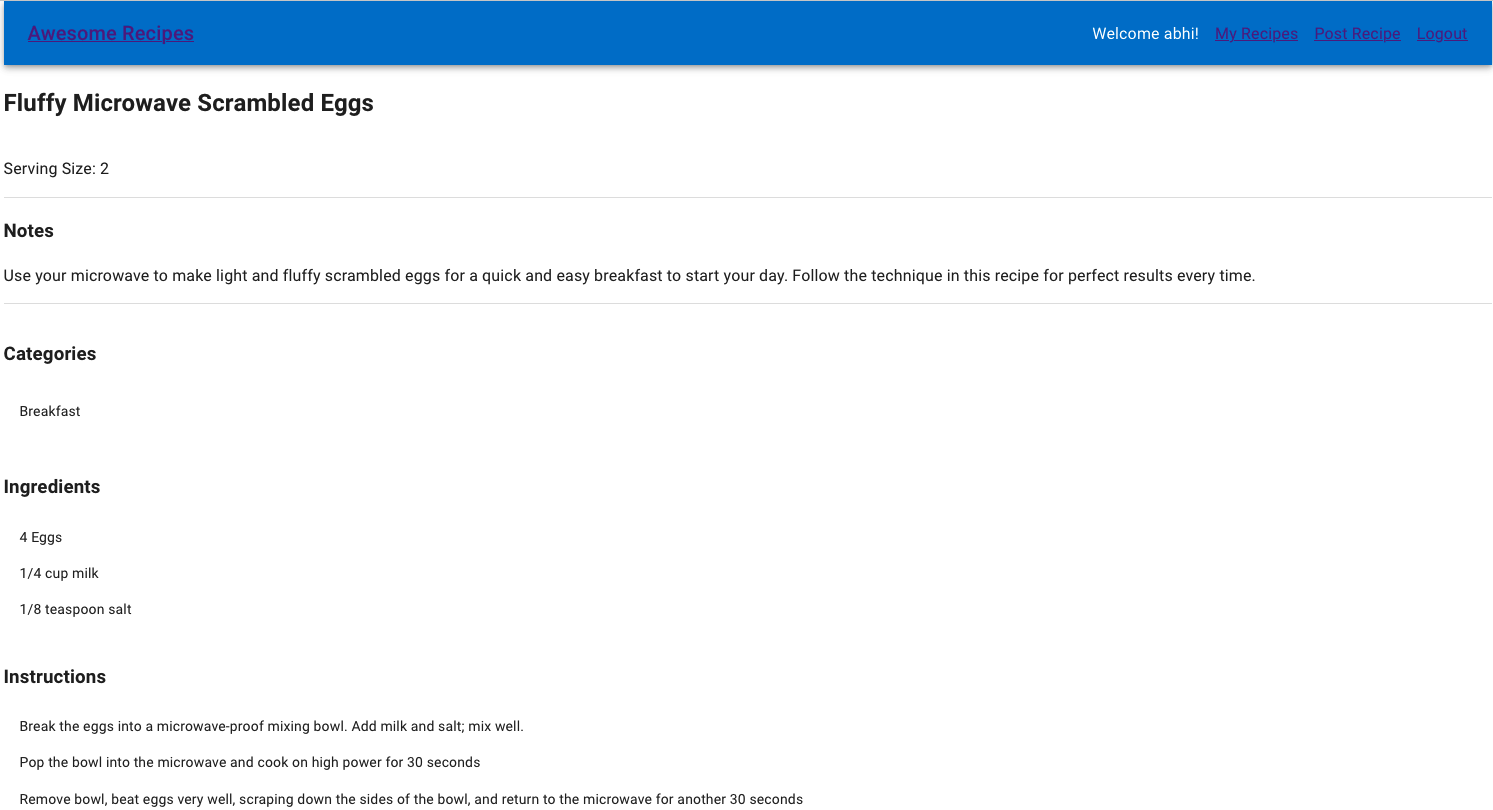 Awesome Recipes
Welcome abhi! My Recipes Post Recipe Logout
Fluffy Microwave Scrambled Eggs
Serving Size: 2
Notes
Use your microwave to make light and fluffy scrambled eggs for a quick and easy breakfast to start your day. Follow the technique in this recipe for perfect results every time.
Categories
Breakfast
Ingredients
4 Eggs
1/4 cup milk
1/8 teaspoon salt
Instructions
Break the eggs into a microwave-proof mixing bowl. Add milk and salt; mix well.
Pop the bowl into the microwave and cook on high power for 30 seconds
Remove bowl, beat eggs very well, scraping down the sides of the bowl, and return to the microwave for another 30 seconds